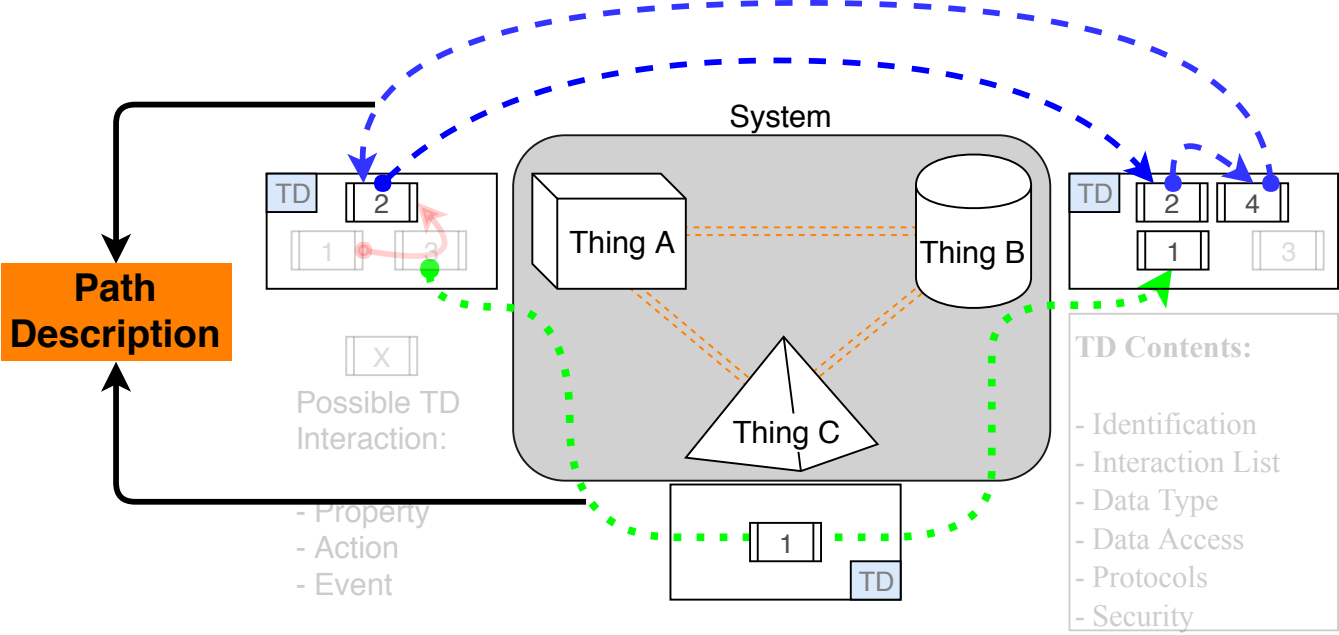 System
TD
2
1
3
Thing A
Thing B
TD
2
4
1
3
Path
Description
X
Possible TD
Interaction:
- Property
- Action
- Event
Thing C
1
TD
TD Contents:
- Identification
- Interaction List
- Data Type
- Data Access
- Protocols
- Security